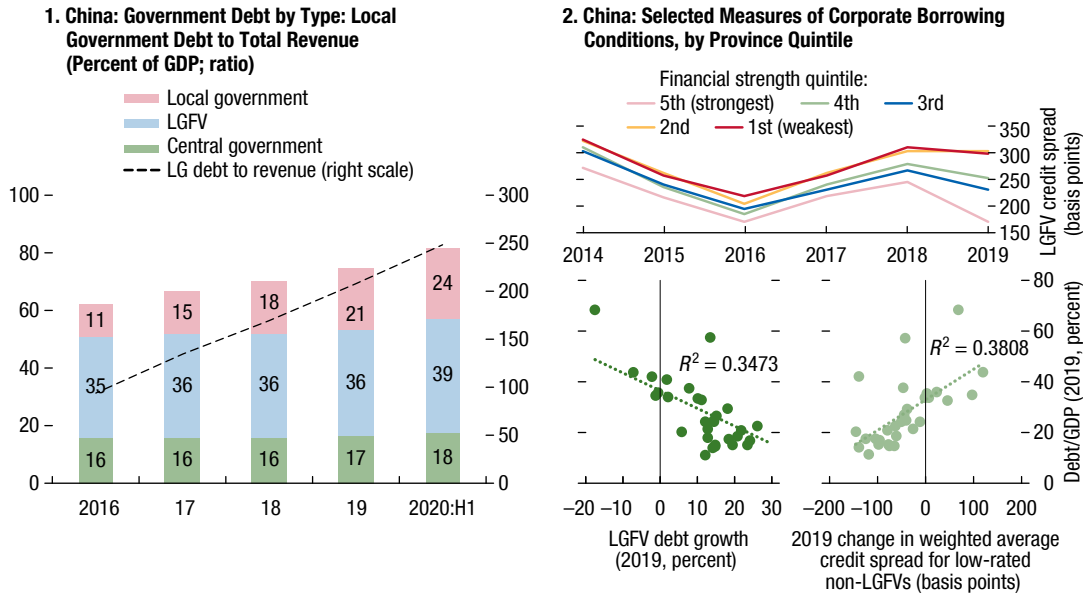 1. China: Government Debt by Type: Local
Government Debt to Total Revenue
(Percent of GDP; ratio)
Local government
LGFV
Central government
LG debt to revenue (right scale)
100
80
60
40
20
0
300
250
200
150
100
50
0
11
15
18
21
24
35
36
36
36
39
16
16
16
17
18
2016
17
18
19
2020:H1
2. China: Selected Measures of Corporate Borrowing
Conditions, by Province Quintile
Financial strength quintile:
5th (strongest)
4th
3rd
2nd
1st (weakest)
350
300
250
200
150
LGFV credit spread
(basis points)
2014
2015
2016
2017
2018
2019
R² = 0.3473
R² = 0.3808
80
60
40
20
0
Debt/GDP (2019, percent)
–20 –10 0 10 20 30
LGFV debt growth
(2019, percent)
–200 –100 0 100 200
2019 change in weighted average
credit spread for low-rated
non-LGFVs (basis points)